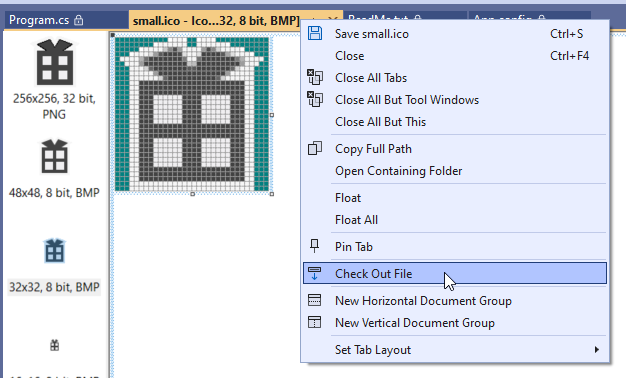 Program.cs
small.ico - Ico...32, 8 bit, BMP]
ReadMe.txt
App.config
256x256, 32 bit,
PNG
48x48, 8 bit, BMP
32x32, 8 bit, BMP
Save small.ico Ctrl+S
Close Ctrl+F4
Close All Tabs
Close All But Tool Windows
Close All But This
Copy Full Path
Open Containing Folder
Float
Float All
Pin Tab
Check Out File
New Horizontal Document Group
New Vertical Document Group
Set Tab Layout